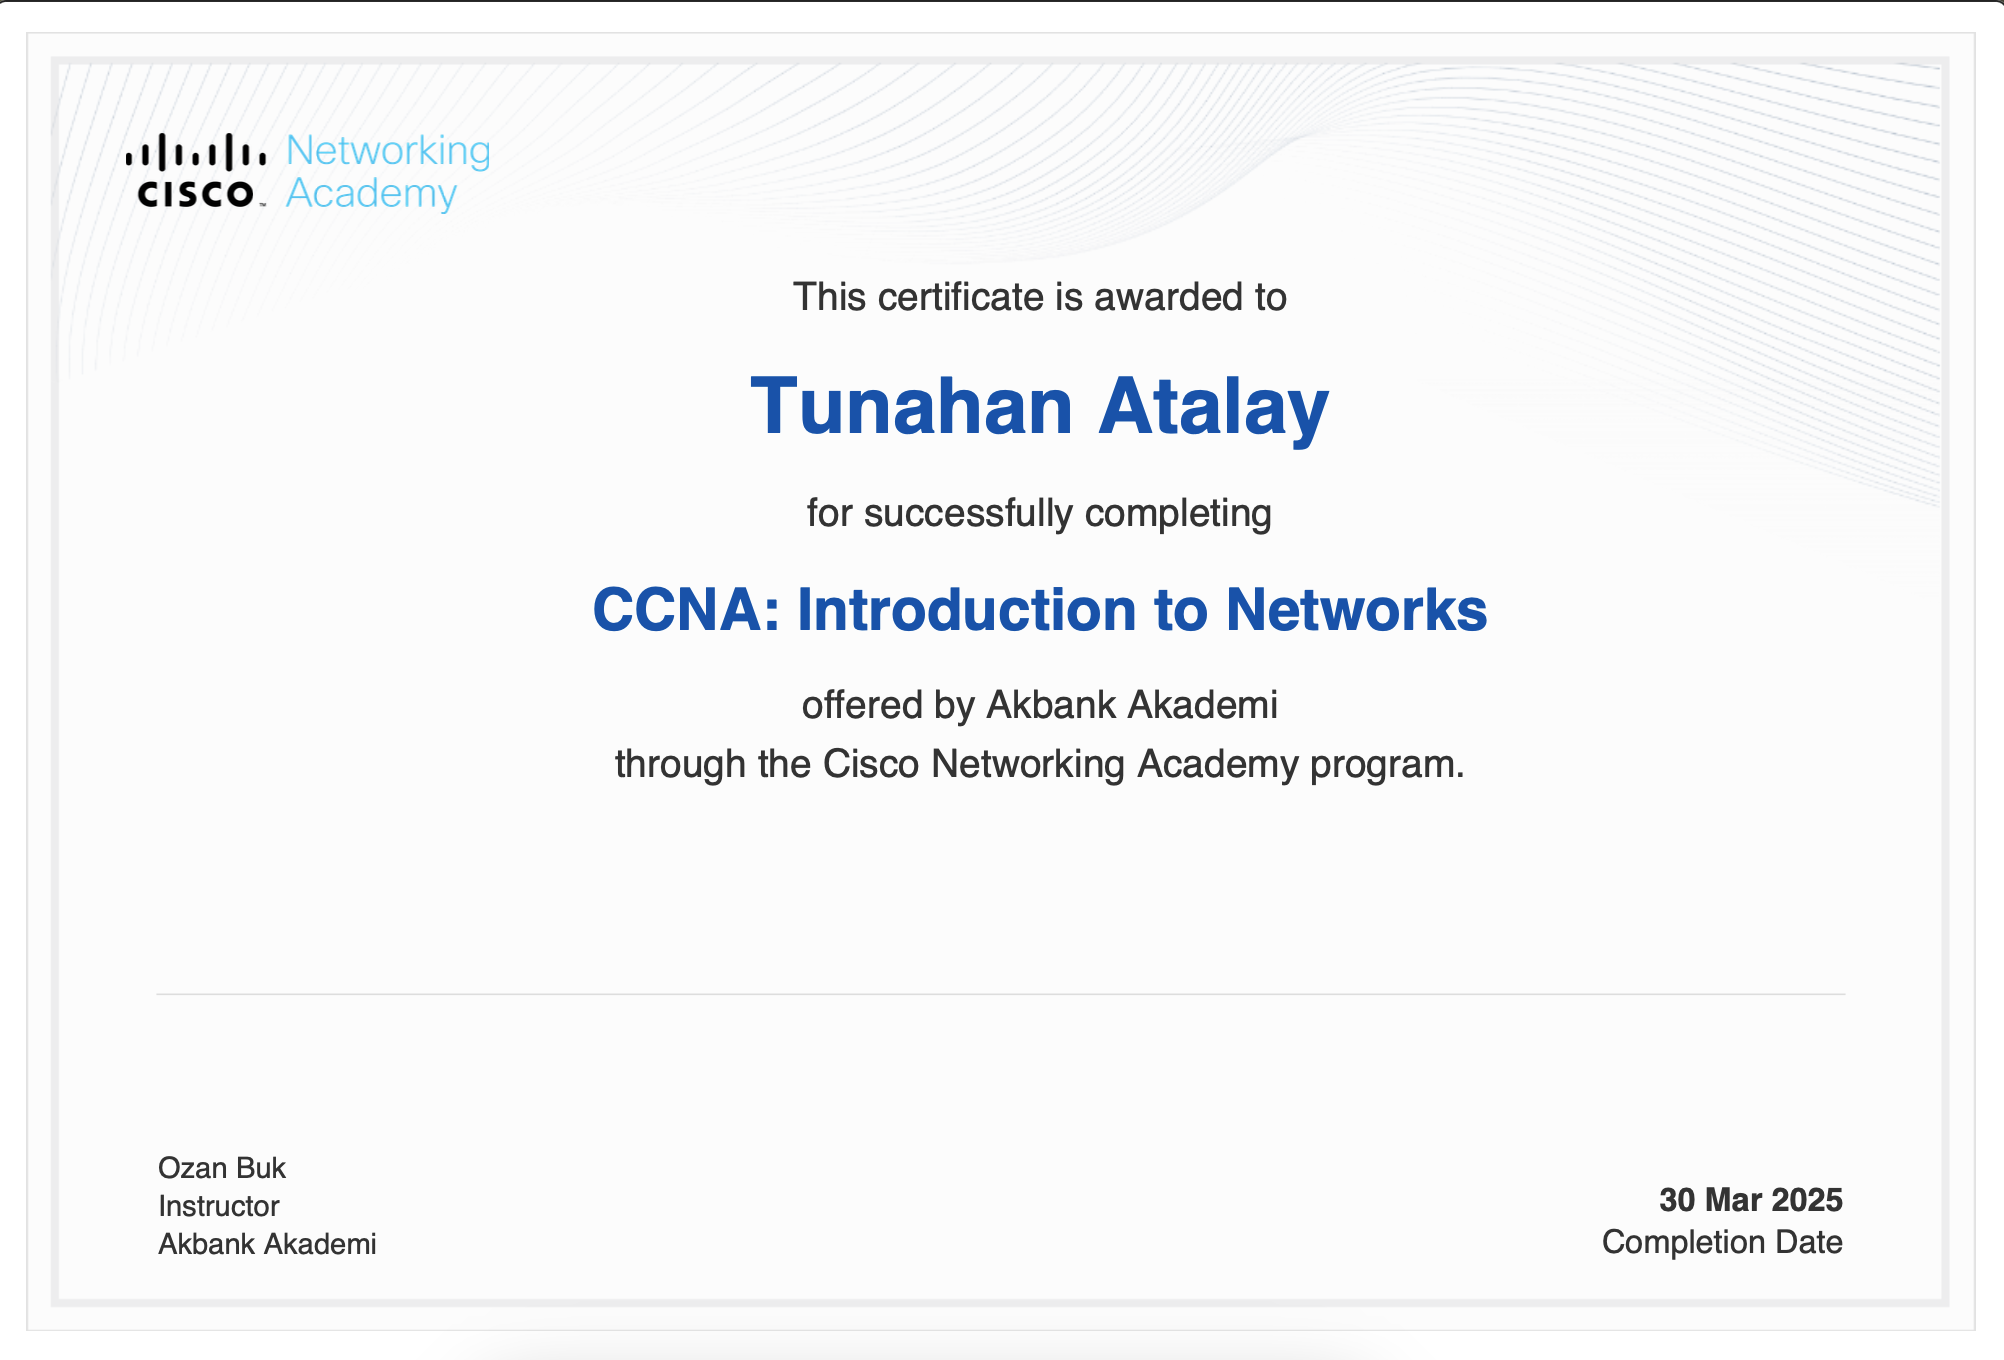 CISCO™
Networking
Academy
This certificate is awarded to
Tunahan Atalay
for successfully completing
CCNA: Introduction to Networks
offered by Akbank Akademi
through the Cisco Networking Academy program.
Ozan Buk
Instructor
Akbank Akademi
30 Mar 2025
Completion Date